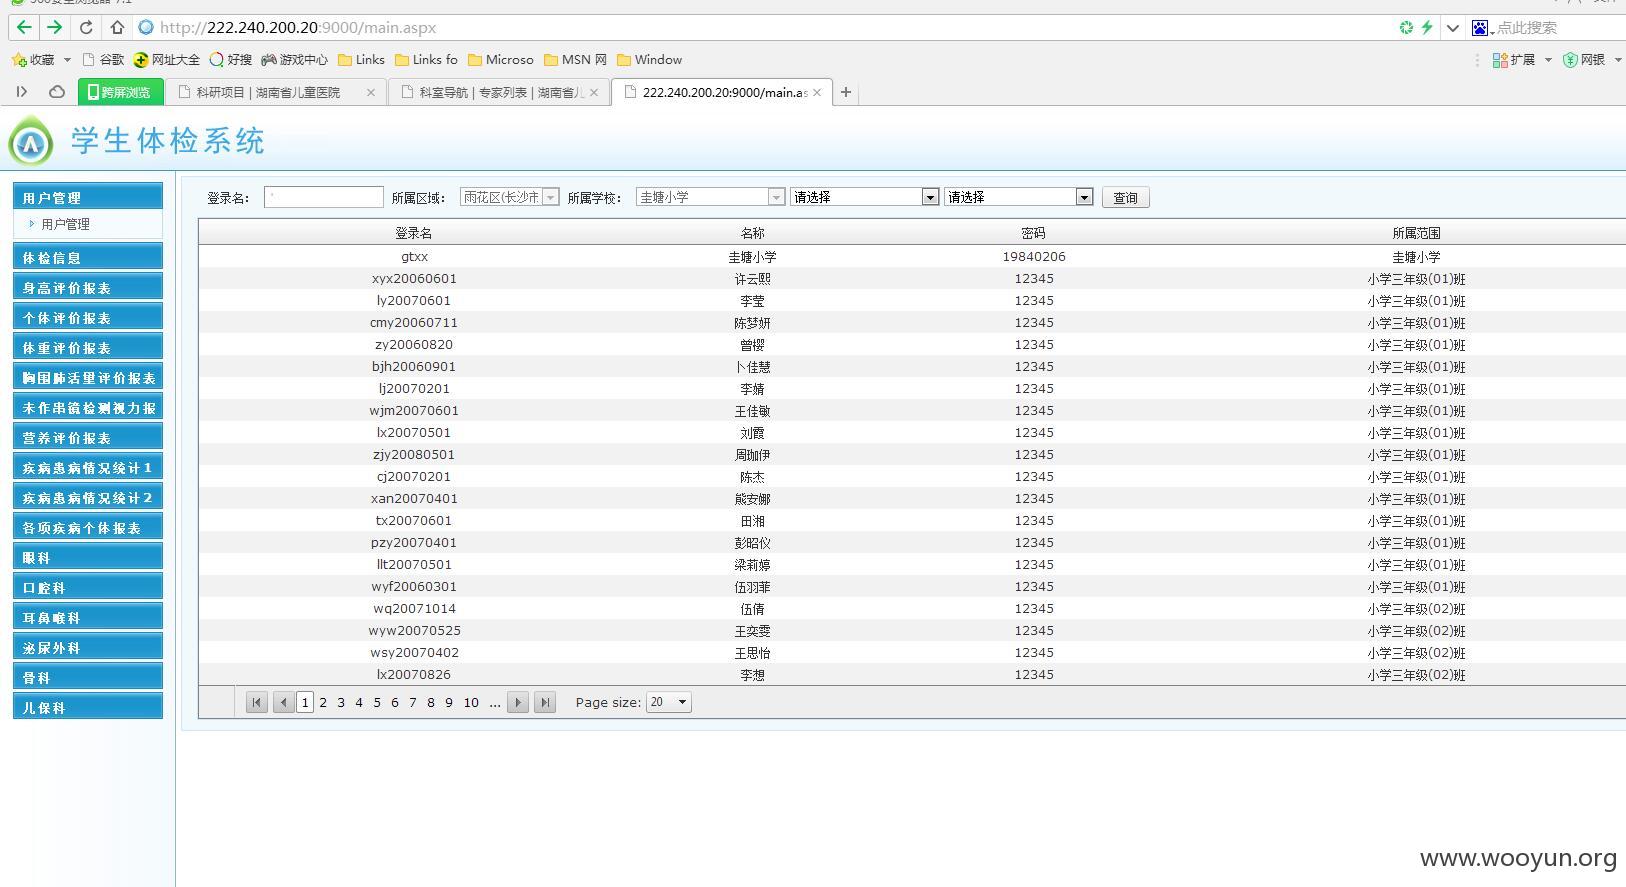 http://222.240.200.20:9000/main.aspx
点此搜索
收藏 谷歌 网址大全 好搜 游戏中心 Links Links fo Microso MSN 网 Window 扩展 网银
跨屏浏览 科研项目 | 湖南省儿童医院 科室导航 | 专家列表 | 湖南省儿 222.240.200.20:9000/main.as
学生体检系统
用户管理
用户管理
体检信息
身高评价报表
个体评价报表
体重评价报表
胸围肺活量评价报表
未作串镜检测视力报
营养评价报表
疾病患病情况统计1
疾病患病情况统计2
各项疾病个体报表
眼科
口腔科
耳鼻喉科
泌尿外科
骨科
儿保科
登录名: ' 所属区域: 雨花区(长沙市 所属学校: 圭塘小学 请选择 请选择 查询
登录名 名称 密码 所属范围
gtxx 圭塘小学 19840206 圭塘小学
xyx20060601 许云熙 12345 小学三年级(01)班
ly20070601 李莹 12345 小学三年级(01)班
cmy20060711 陈梦妍 12345 小学三年级(01)班
zy20060820 曾樱 12345 小学三年级(01)班
bjh20060901 卜佳慧 12345 小学三年级(01)班
lj20070201 李婧 12345 小学三年级(01)班
wjm20070601 王佳敏 12345 小学三年级(01)班
lx20070501 刘霞 12345 小学三年级(01)班
zjy20080501 周珈伊 12345 小学三年级(01)班
cj20070201 陈杰 12345 小学三年级(01)班
xan20070401 熊安娜 12345 小学三年级(01)班
tx20070601 田湘 12345 小学三年级(01)班
pzy20070401 彭昭仪 12345 小学三年级(01)班
llt20070501 梁莉婷 12345 小学三年级(01)班
wyf20060301 伍羽菲 12345 小学三年级(01)班
wq20071014 伍倩 12345 小学三年级(02)班
wyw20070525 王奕雯 12345 小学三年级(02)班
wsy20070402 王思怡 12345 小学三年级(02)班
lx20070826 李想 12345 小学三年级(02)班
1 2 3 4 5 6 7 8 9 10 ... Page size: 20
www.wooyun.org